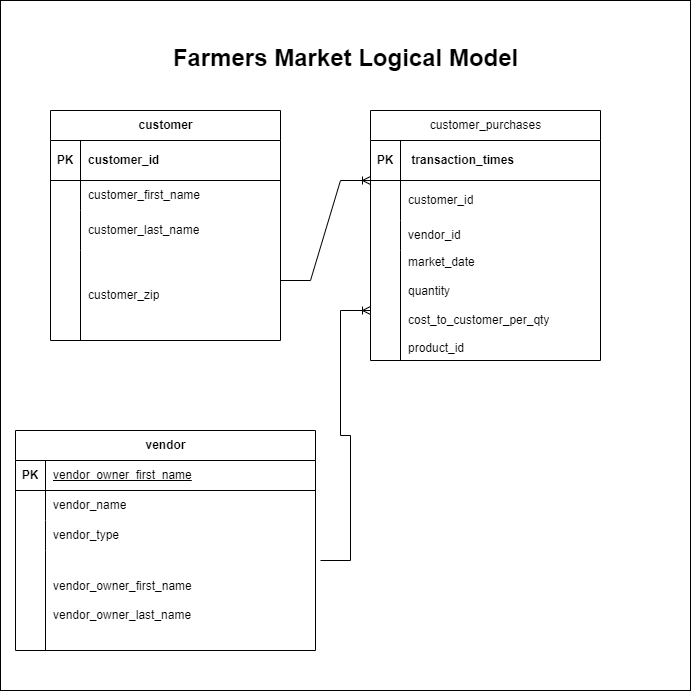 Farmers Market Logical Model
customer
PK customer_id
customer_first_name
customer_last_name
customer_zip
customer_purchases
PK transaction_times
customer_id
vendor_id
market_date
quantity
cost_to_customer_per_qty
product_id
vendor
PK vendor_owner_first_name
vendor_name
vendor_type
vendor_owner_first_name
vendor_owner_last_name